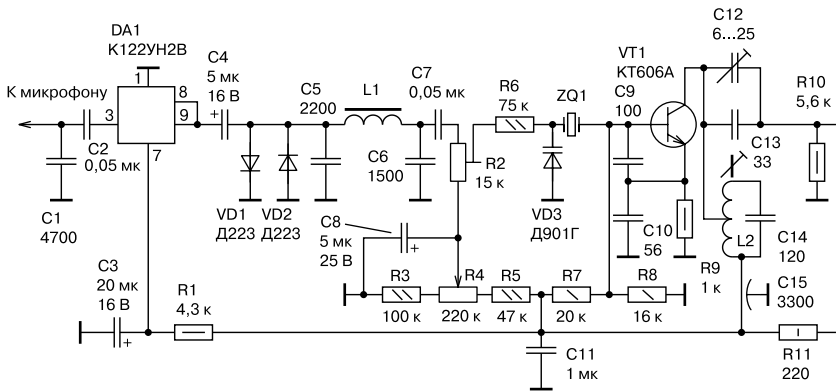 DA1
К122УН2В
1
8
3
9
7
К микрофону
C2
0,05 мк
C1
4700
C3
20 мк
16 В
R1
4,3 к
C4
5 мк
16 В
+
VD1
Д223
VD2
Д223
C5
2200
L1
C6
1500
C7
0,05 мк
R2
15 к
C8
5 мк
25 В
+
R3
100 к
R4
220 к
R5
47 к
R6
75 к
VD3
Д901Г
ZQ1
R7
20 к
R8
16 к
C9
100
C10
56
VT1
КТ606А
C12
6...25
C13
33
L2
C14
120
R9
1 к
C15
3300
R10
5,6 к
R11
220
C11
1 мк
+